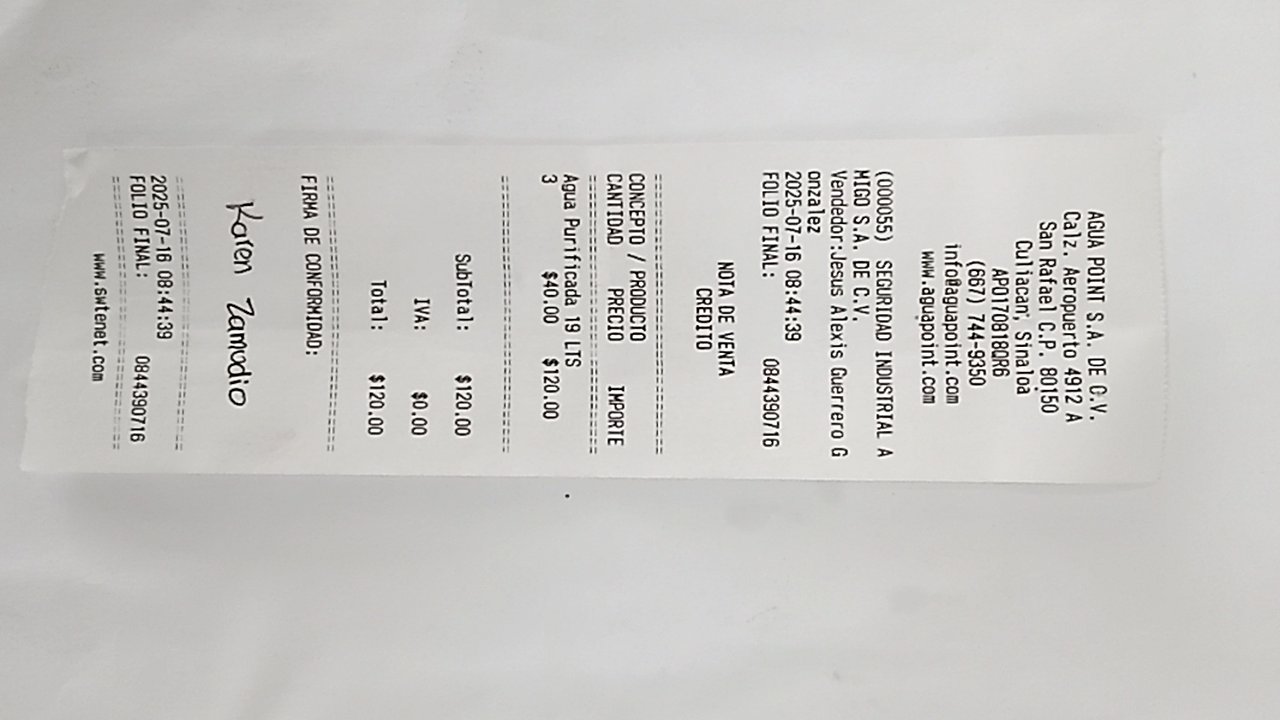 AGUA POINT S.A. DE C.V.
Calz. Aeropuerto 4912 A
San Rafael C.P. 80150
Culiacan, Sinaloa
APO170818QR6
(667) 744-9350
info@aguapoint.com
www.aguapoint.com
(000055) SEGURIDAD INDUSTRIAL A
MIGO S.A. DE C.V.
Vendedor:Jesus Alexis Guerrero G
onzalez
2025-07-16 08:44:39
FOLIO FINAL: 0844390716
NOTA DE VENTA
CREDITO
CONCEPTO / PRODUCTO
CANTIDAD PRECIO IMPORTE
Agua Purificada 19 LTS
3 $40.00 $120.00
SubTotal: $120.00
IVA: $0.00
Total: $120.00
FIRMA DE CONFORMIDAD:
Karen Zamudio
2025-07-16 08:44:39
FOLIO FINAL: 0844390716
www.swtenet.com